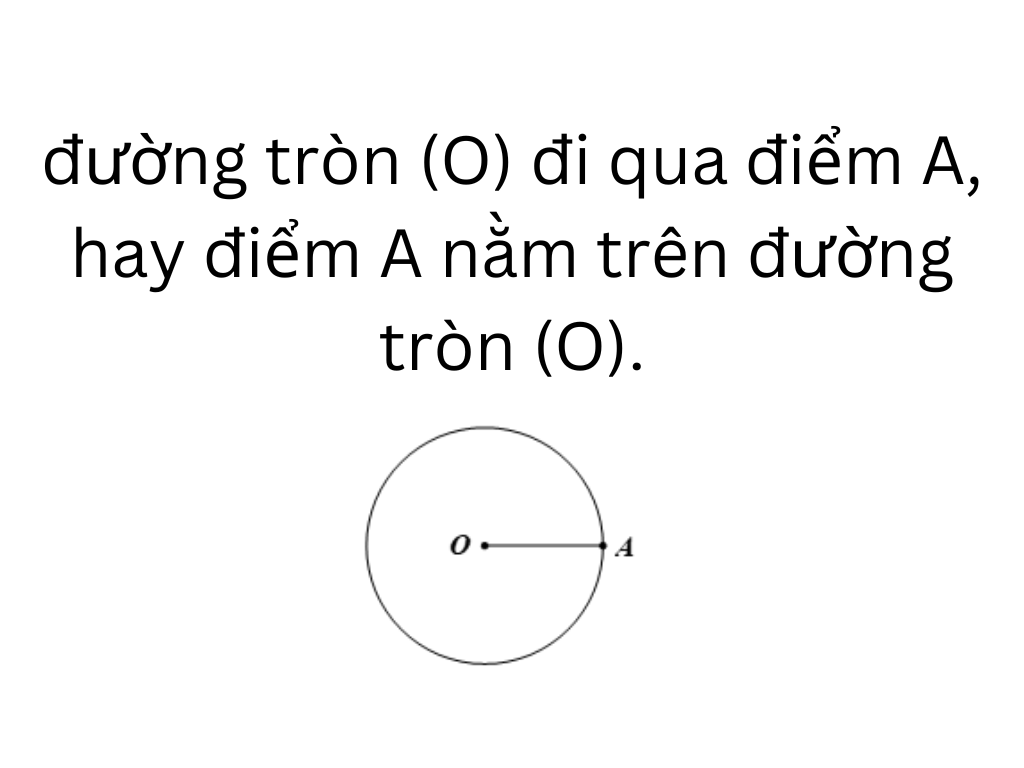 đường tròn (O) đi qua điểm A,
hay điểm A nằm trên đường
tròn (O).
O A